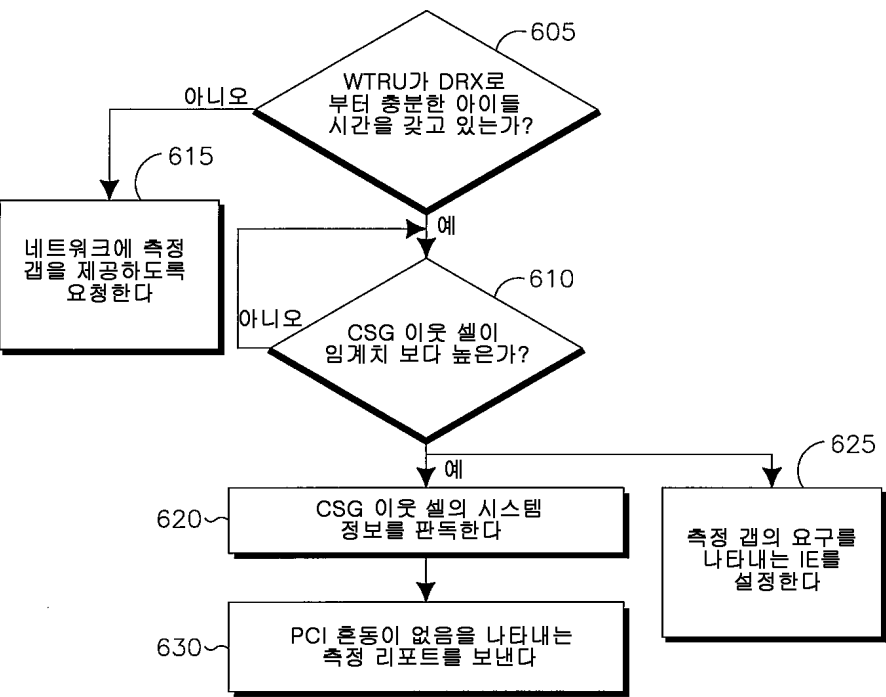 605
WTRU가 DRX로
부터 충분한 아이들
시간을 갖고 있는가?
아니오
615
네트워크에 측정
갭을 제공하도록
요청한다
예
610
CSG 이웃 셀이
임계치 보다 높은가?
아니오
예
625
620
CSG 이웃 셀의 시스템
정보를 판독한다
측정 갭의 요구를
나타내는 IE를
설정한다
630
PCI 혼동이 없음을 나타내는
측정 리포트를 보낸다